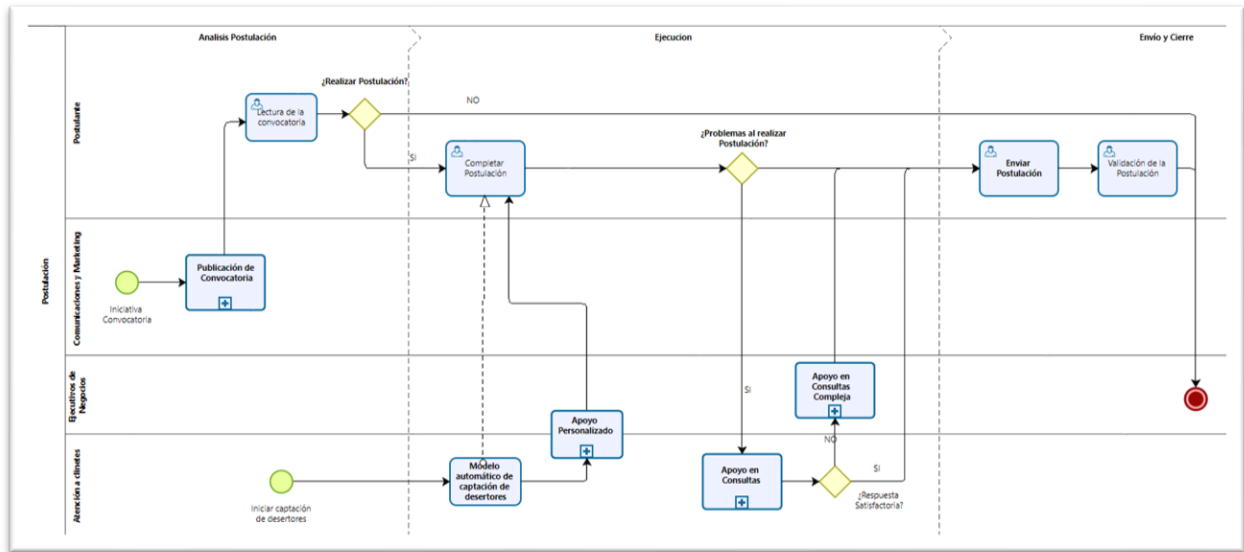 Analisis Postulación
Ejecucion
Envío y Cierre
Postulación
Postulante
¿Realizar Postulación?
NO
Lectura de la
convocatoria
SI
Completar
Postulación
¿Problemas al realizar
Postulación?
Enviar
Postulación
Validación de la
Postulación
Comunicaciones y Marketing
Publicación de
Convocatoria
Iniciativa
Convocatoria
Ejecutivos de
Negocios
SI
Apoyo en
Consultas
Compleja
Apoyo
Personalizado
Atención a climetes
NO
Modelo
automático de
captación de
desertores
Apoyo en
Consultas
SI
¿Respuesta
Satisfactoria?
Iniciar captación
de desertores